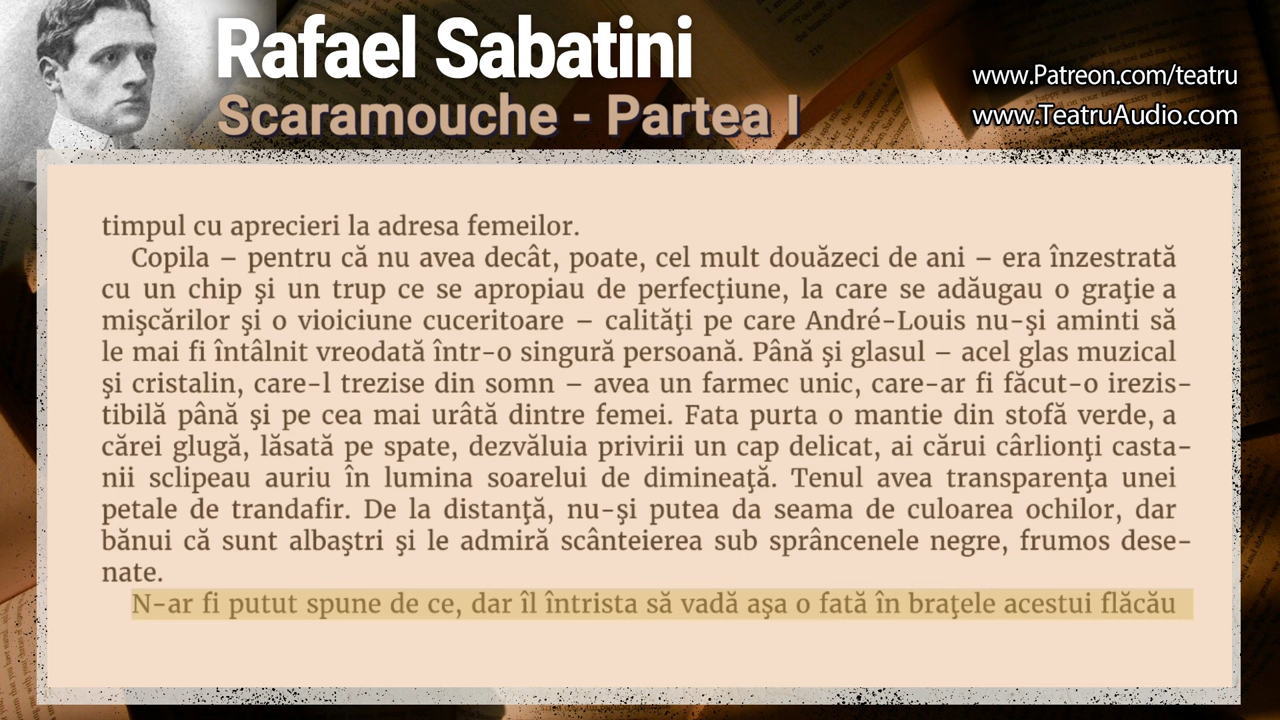 Rafael Sabatini
Scaramouche - Partea I
www.Patreon.com/teatru
www.TeatruAudio.com
timpul cu aprecieri la adresa femeilor.
Copila – pentru că nu avea decât, poate, cel mult douăzeci de ani – era înzestrată
cu un chip şi un trup ce se apropiau de perfecţiune, la care se adăugau o graţie a
mişcărilor şi o vioiciune cuceritoare – calităţi pe care André-Louis nu-şi aminti să
le mai fi întâlnit vreodată într-o singură persoană. Până şi glasul – acel glas muzical
şi cristalin, care-l trezise din somn – avea un farmec unic, care-ar fi făcut-o irezis-
tibilă până şi pe cea mai urâtă dintre femei. Fata purta o mantie din stofă verde, a
cărei glugă, lăsată pe spate, dezvăluia privirii un cap delicat, ai cărui cârlionţi casta-
nii sclipeau auriu în lumina soarelui de dimineaţă. Tenul avea transparenţa unei
petale de trandafir. De la distanţă, nu-şi putea da seama de culoarea ochilor, dar
bănui că sunt albaştri şi le admiră scânteierea sub sprâncenele negre, frumos dese-
nate.
N-ar fi putut spune de ce, dar îl întrista să vadă aşa o fată în braţele acestui flăcău